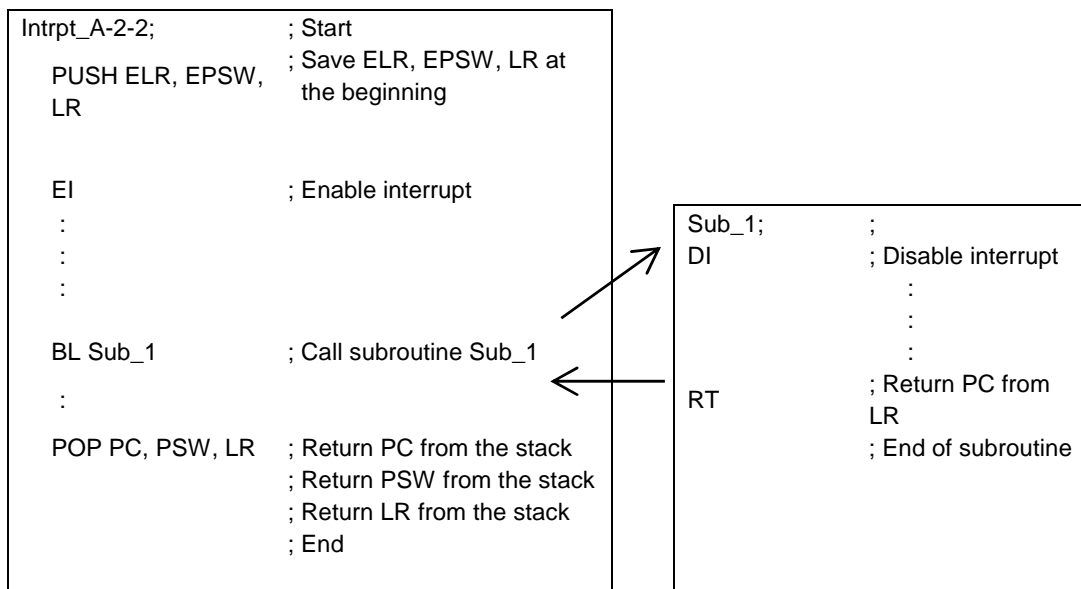 Intrpt_A-2-2; ; Start
PUSH ELR, EPSW, ; Save ELR, EPSW, LR at
LR the beginning
EI ; Enable interrupt
:
:
:
BL Sub_1 ; Call subroutine Sub_1
:
POP PC, PSW, LR ; Return PC from the stack
; Return PSW from the stack
; Return LR from the stack
; End
Sub_1; ;
DI ; Disable interrupt
:
:
:
RT ; Return PC from
LR
; End of subroutine